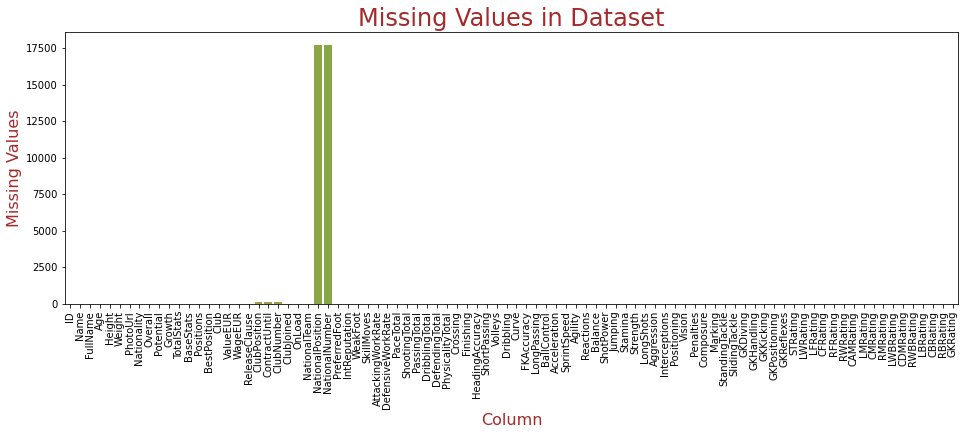 Missing Values in Dataset
Missing Values
17500
15000
12500
10000
7500
5000
2500
0
ID
Name
FullName
Age
Height
Weight
PhotoUrl
Nationality
Overall
Potential
Growth
TotalStats
BaseStats
Positions
BestPosition
Club
ValueEUR
WageEUR
ReleaseClause
ClubPosition
ContractUntil
ClubNumber
ClubJoined
OnLoad
NationalTeam
NationalPosition
NationalNumber
PreferredFoot
IntReputation
WeakFoot
SkillMoves
AttackingWorkRate
DefensiveWorkRate
PaceTotal
ShootingTotal
PassingTotal
DribblingTotal
DefendingTotal
PhysicalityTotal
Crossing
Finishing
HeadingAccuracy
ShortPassing
Volleys
Dribbling
Curve
FKAccuracy
LongPassing
BallControl
Acceleration
SprintSpeed
Agility
Reactions
Balance
ShotPower
Jumping
Stamina
Strength
LongShots
Aggression
Interceptions
Positioning
Vision
Penalties
Composure
Marking
StandingTackle
SlidingTackle
GKDiving
GKHandling
GKKicking
GKPositioning
GKReflexes
STRating
LWRating
LFRating
CFRating
RFRating
RWRating
CAMRating
LMRating
CMRating
RMRating
LWBRating
CDMRating
RWBRating
LBRating
CBRating
RBRating
GKRating
Column